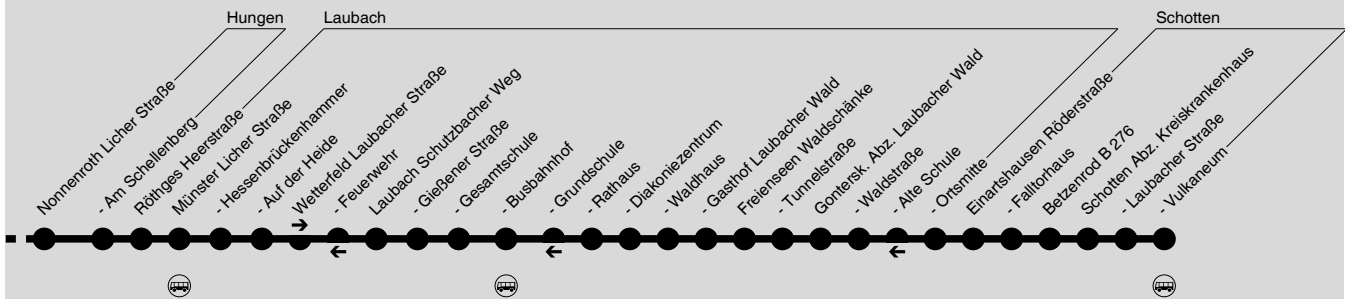 Hungen
Laubach
Schotten
Nonnenroth Licher Straße
- Am Schellenberg
Röthges Heerstraße
Münster Licher Straße
- Hessenbrückenhammer
- Auf der Heide
Wetterfeld Laubacher Straße
- Feuerwehr
Laubach Schutzbacher Weg
- Gießener Straße
- Gesamtschule
- Busbahnhof
- Grundschule
- Rathaus
- Diakoniezentrum
- Waldhaus
- Gasthof Laubacher Wald
Freienseen Waldschänke
- Tunnelstraße
Gontersk. Abz. Laubacher Wald
- Waldstraße
- Alte Schule
- Ortsmitte
Einartshausen Röderstraße
- Falltorhaus
Betzenrod B 276
Schotten Abz. Kreiskrankenhaus
- Laubacher Straße
- Vulkaneum